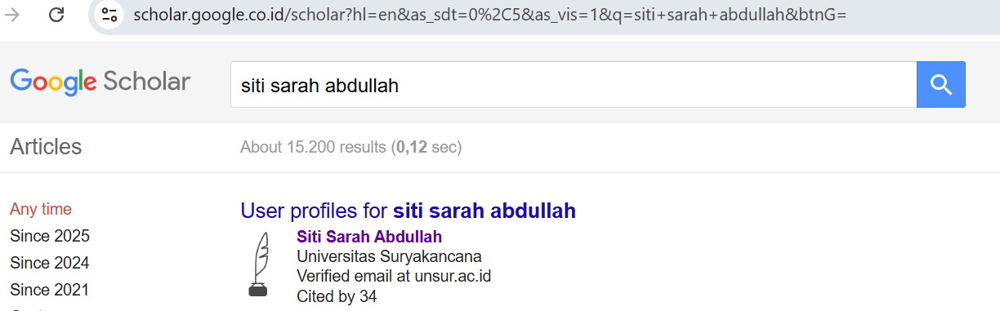 scholar.google.co.id/scholar?hl=en&as_sdt=0%2C5&as_vis=1&q=siti+sarah+abdullah&btnG=
Google Scholar
siti sarah abdullah
Articles
About 15.200 results (0,12 sec)
Any time
Since 2025
Since 2024
Since 2021
User profiles for siti sarah abdullah
Siti Sarah Abdullah
Universitas Suryakancana
Verified email at unsur.ac.id
Cited by 34